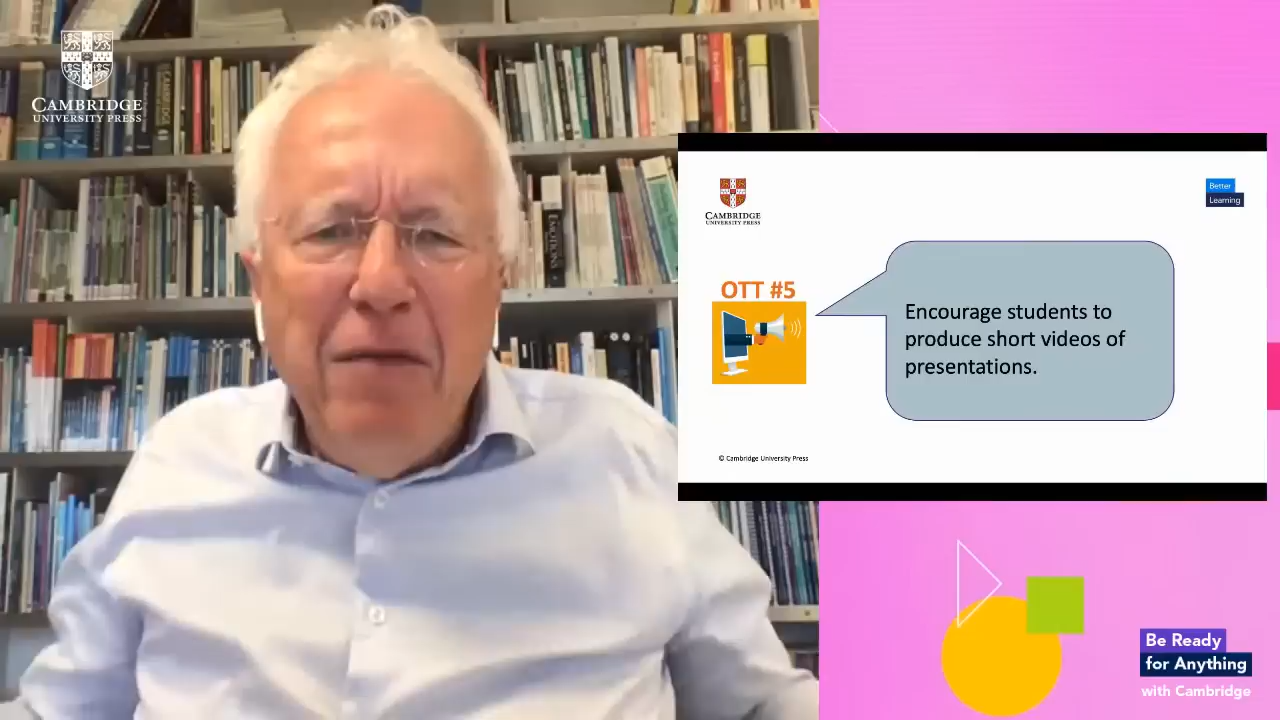 CAMBRIDGE
UNIVERSITY PRESS
EMOTIONS
CAMBRIDGE
UNIVERSITY PRESS
Better
Learning
OTT #5
Encourage students to
produce short videos of
presentations.
© Cambridge University Press
Be Ready
for Anything
with Cambridge